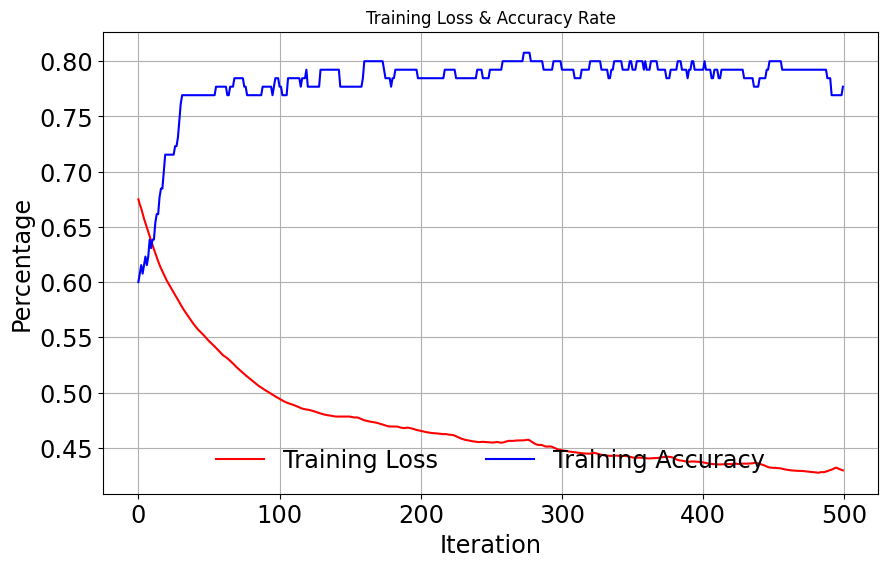 Training Loss & Accuracy Rate
Percentage
0.80
0.75
0.70
0.65
0.60
0.55
0.50
0.45
Training Loss
Training Accuracy
0
100
200
300
400
500
Iteration